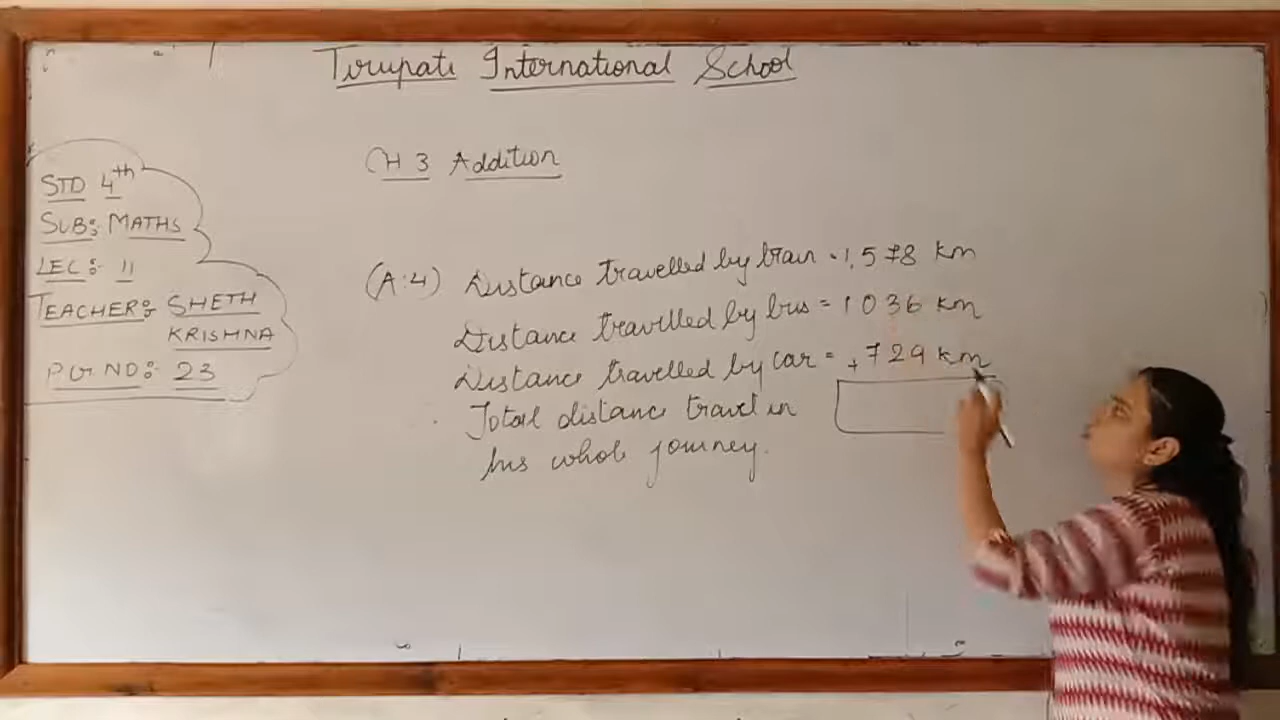 Tirupati International School
CH 3 Addition
STD 4th
SUB:- MATHS
LEC:- 11
TEACHER:- SHETH
KRISHNA
PG NO:- 23
(A:4) Distance travelled by train = 1,578 km
Distance travelled by bus = 1036 km
Distance travelled by car = +729 km
Total distance travel in
his whole journey.